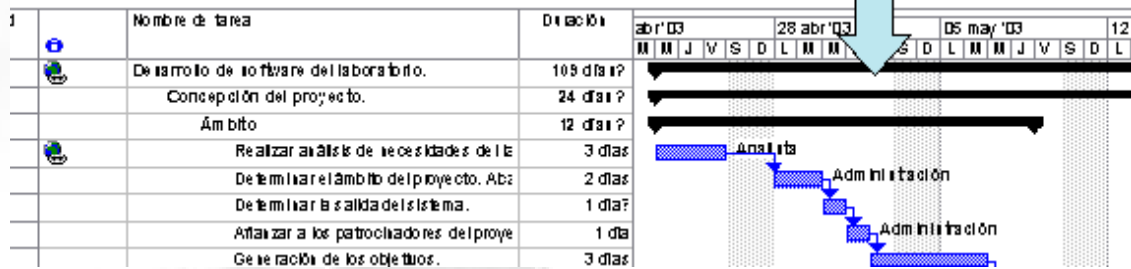 Nombre de tarea Duración abr '03 28 abr '03 05 may '03 12
M M J V S D L M M S D L M M J V S D L
Desarrollo de software del laboratorio. 109 días?
Concepción del proyecto. 24 días?
Ámbito 12 días?
Realizar análisis de necesidades de lla 3 días Analista
Determinar el ámbito del proyecto. Aba 2 días Administración
Determinar la salida del sistema. 1 día?
Afianzar a los patrocinadores del proye 1 día Administración
Generación de los objetivos. 3 días